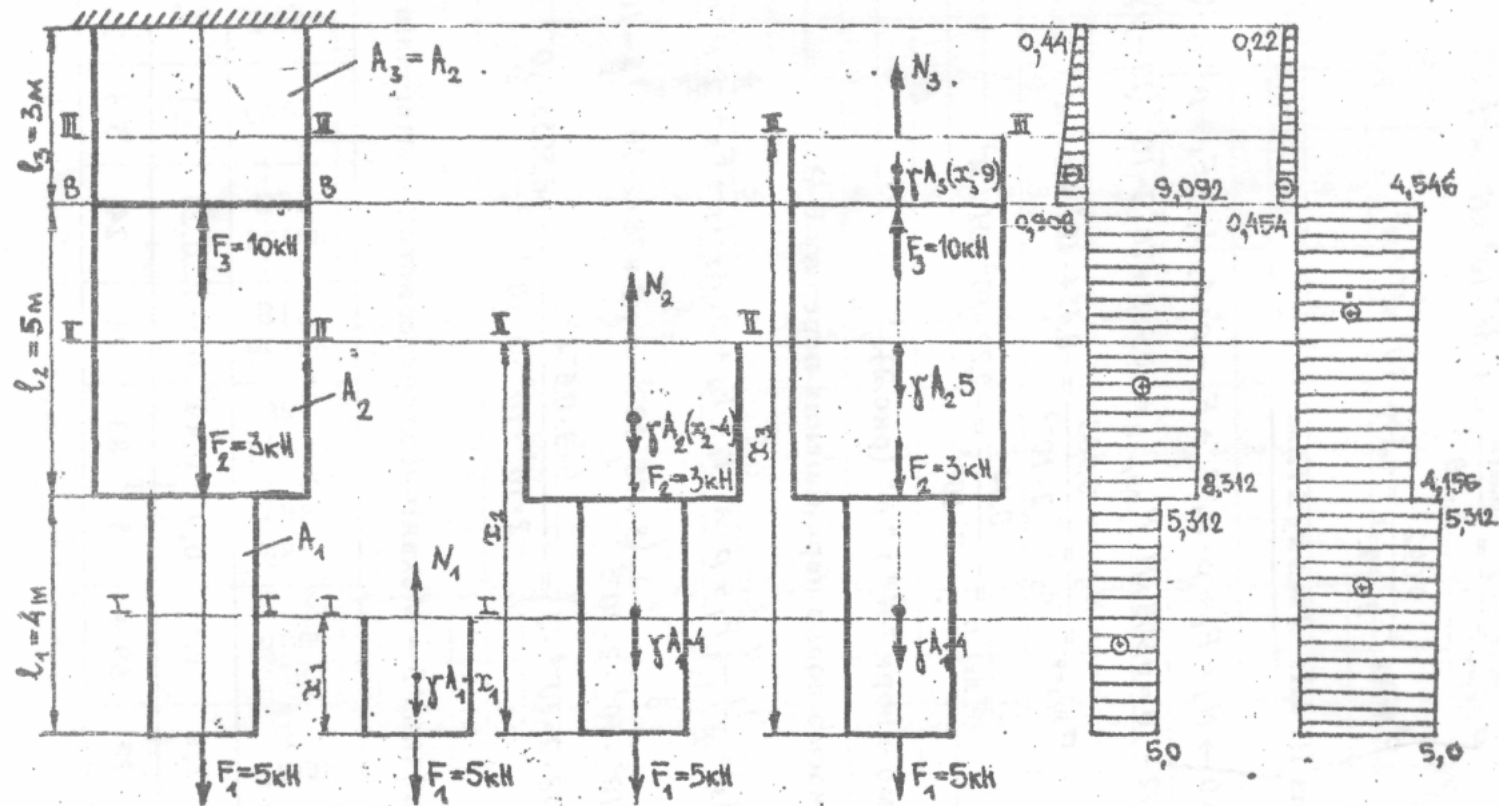 l₃ = 3м
l₂ = 5м
l₁ = 4м
A₃ = A₂
III
III
B
B
F₃ = 10кН
II
II
A₂
F₂ = 3кН
A₁
I
I
F₁ = 5кН
N₁
I
x₁
γA₁·x₁
F₁ = 5кН
N₂
II
II
x₂
γA₂(x₂-4)
F₂ = 3кН
γA₁·4
F₁ = 5кН
N₃
III
III
x₃
γA₃(x₃-9)
F₃ = 10кН
γA₂·5
F₂ = 3кН
γA₁·4
F₁ = 5кН
0,44
⊖
0,908
9,092
⊕
8,312
5,312
⊕
5,0
0,22
⊖
0,454
4,546
⊕
4,156
5,312
⊕
5,0